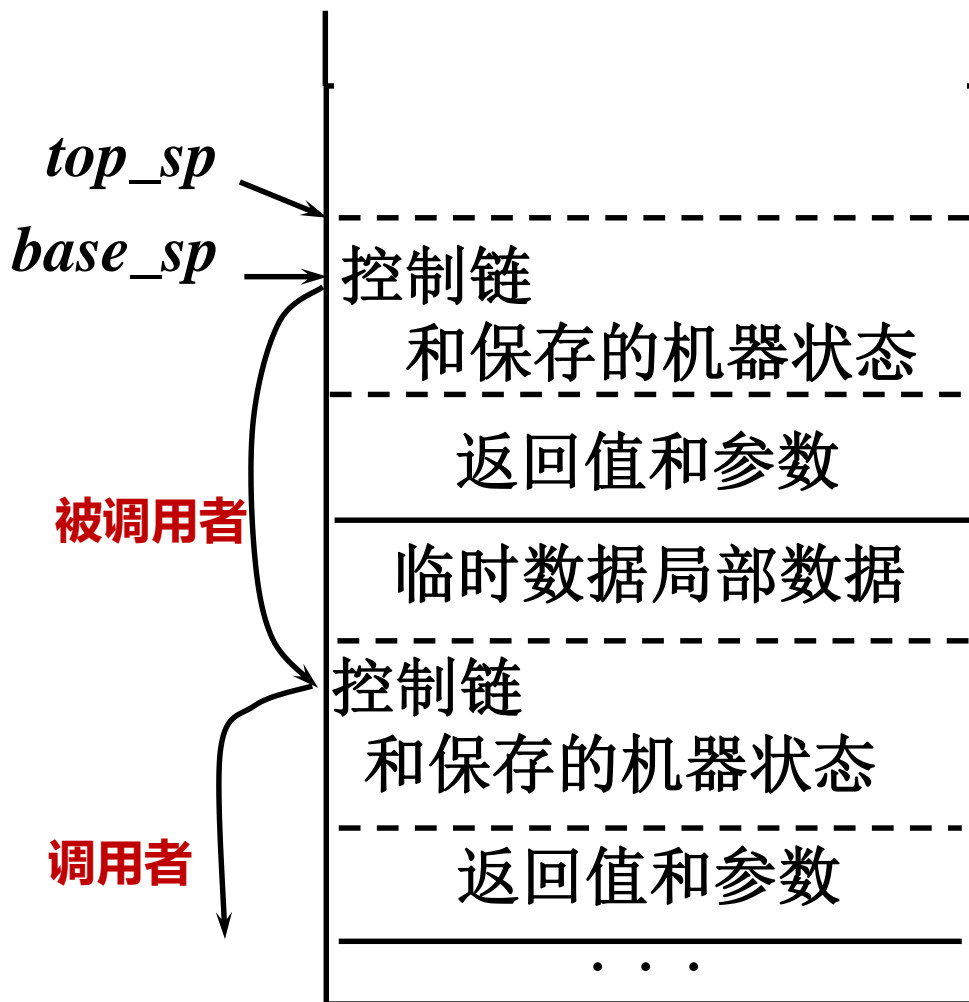 top_sp
base_sp
控制链
和保存的机器状态
返回值和参数
被调用者
临时数据局部数据
控制链
和保存的机器状态
调用者
返回值和参数
. . .